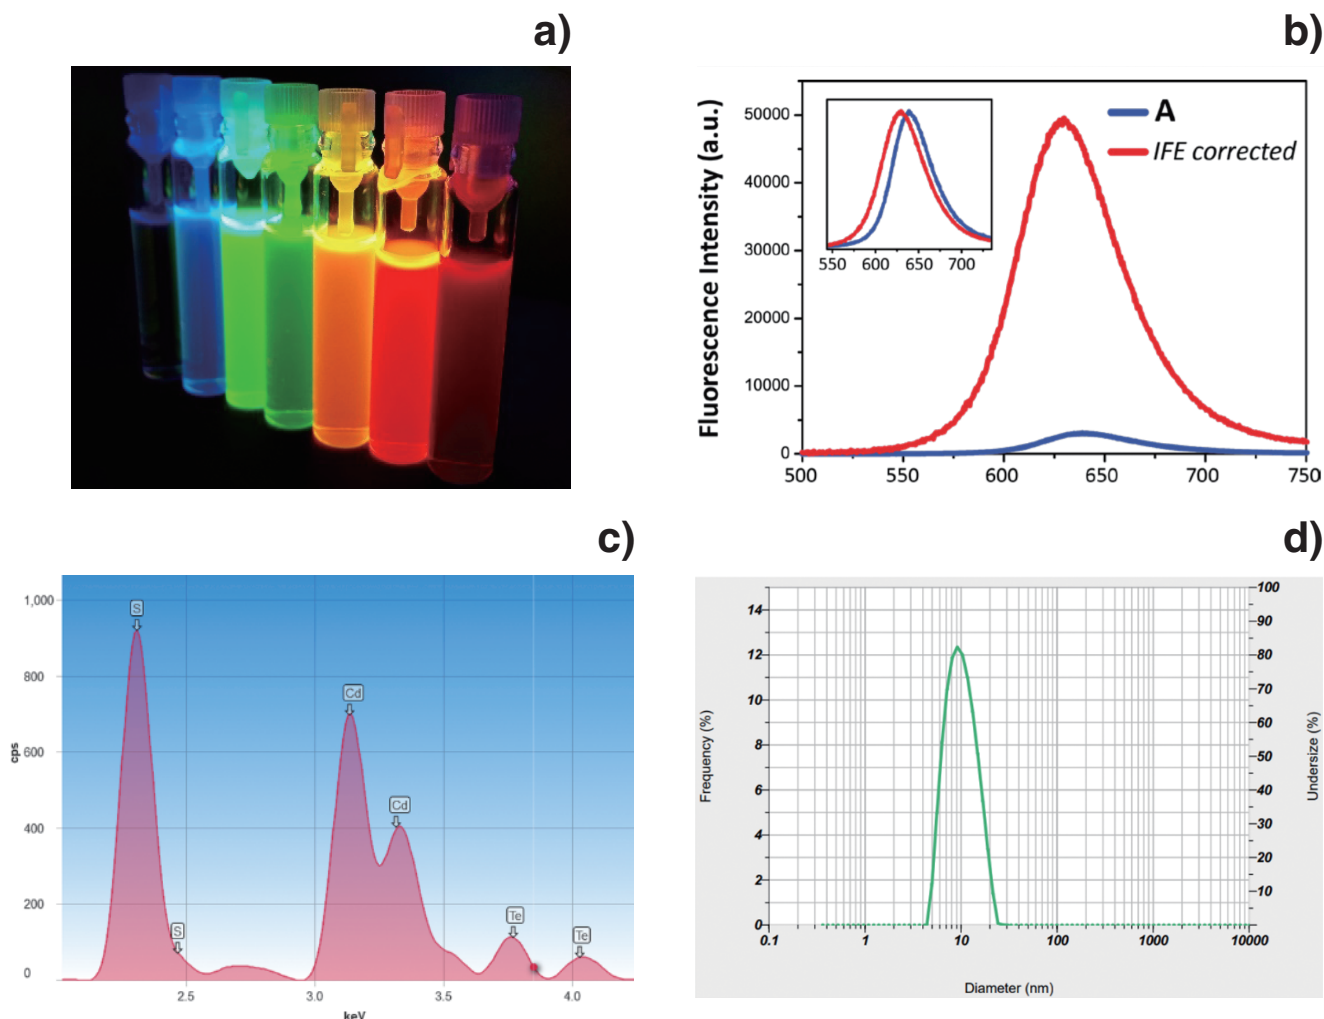 a)
b)
Fluorescence Intensity (a.u.)
50000
40000
30000
20000
10000
0
500 550 600 650 700 750
A
IFE corrected
550 600 650 700
c)
cps
1,000
800
600
400
200
0
S
S
Cd
Cd
Te
Te
2.5 3.0 3.5 4.0
keV
d)
Frequency (%)
14
12
10
8
6
4
2
0
100
90
80
70
60
50
40
30
20
10
Undersize (%)
0.1 1 10 100 1000 10000
Diameter (nm)